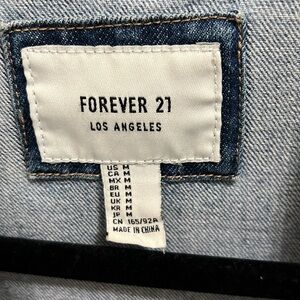 FOREVER 21
LOS ANGELES
US M
CA M
MX M
BR M
EU M
UK M
KR M
JP M
CN 165/92A
MADE IN CHINA